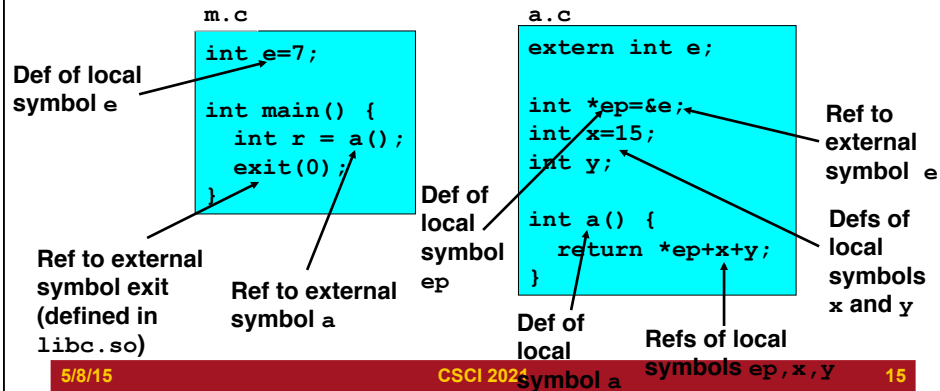 m.c
int e=7;
int main() {
int r = a();
exit(0);
}
Def of local
symbol e
Ref to external
symbol exit
(defined in
libc.so)
Ref to external
symbol a
a.c
extern int e;
int *ep=&e;
int x=15;
int y;
int a() {
return *ep+x+y;
}
Def of
local
symbol
ep
Ref to
external
symbol e
Defs of
local
symbols
x and y
Def of
local
symbol a
Refs of local
symbols ep,x,y
5/8/15
CSCI 2021
15